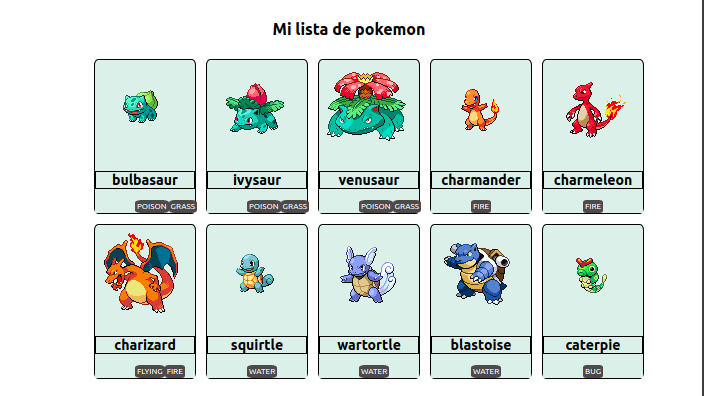 Mi lista de pokemon
bulbasaur ivysaur venusaur charmander charmeleon
POISON GRASS POISON GRASS POISON GRASS FIRE FIRE
charizard squirtle wartortle blastoise caterpie
FLYING FIRE WATER WATER WATER BUG